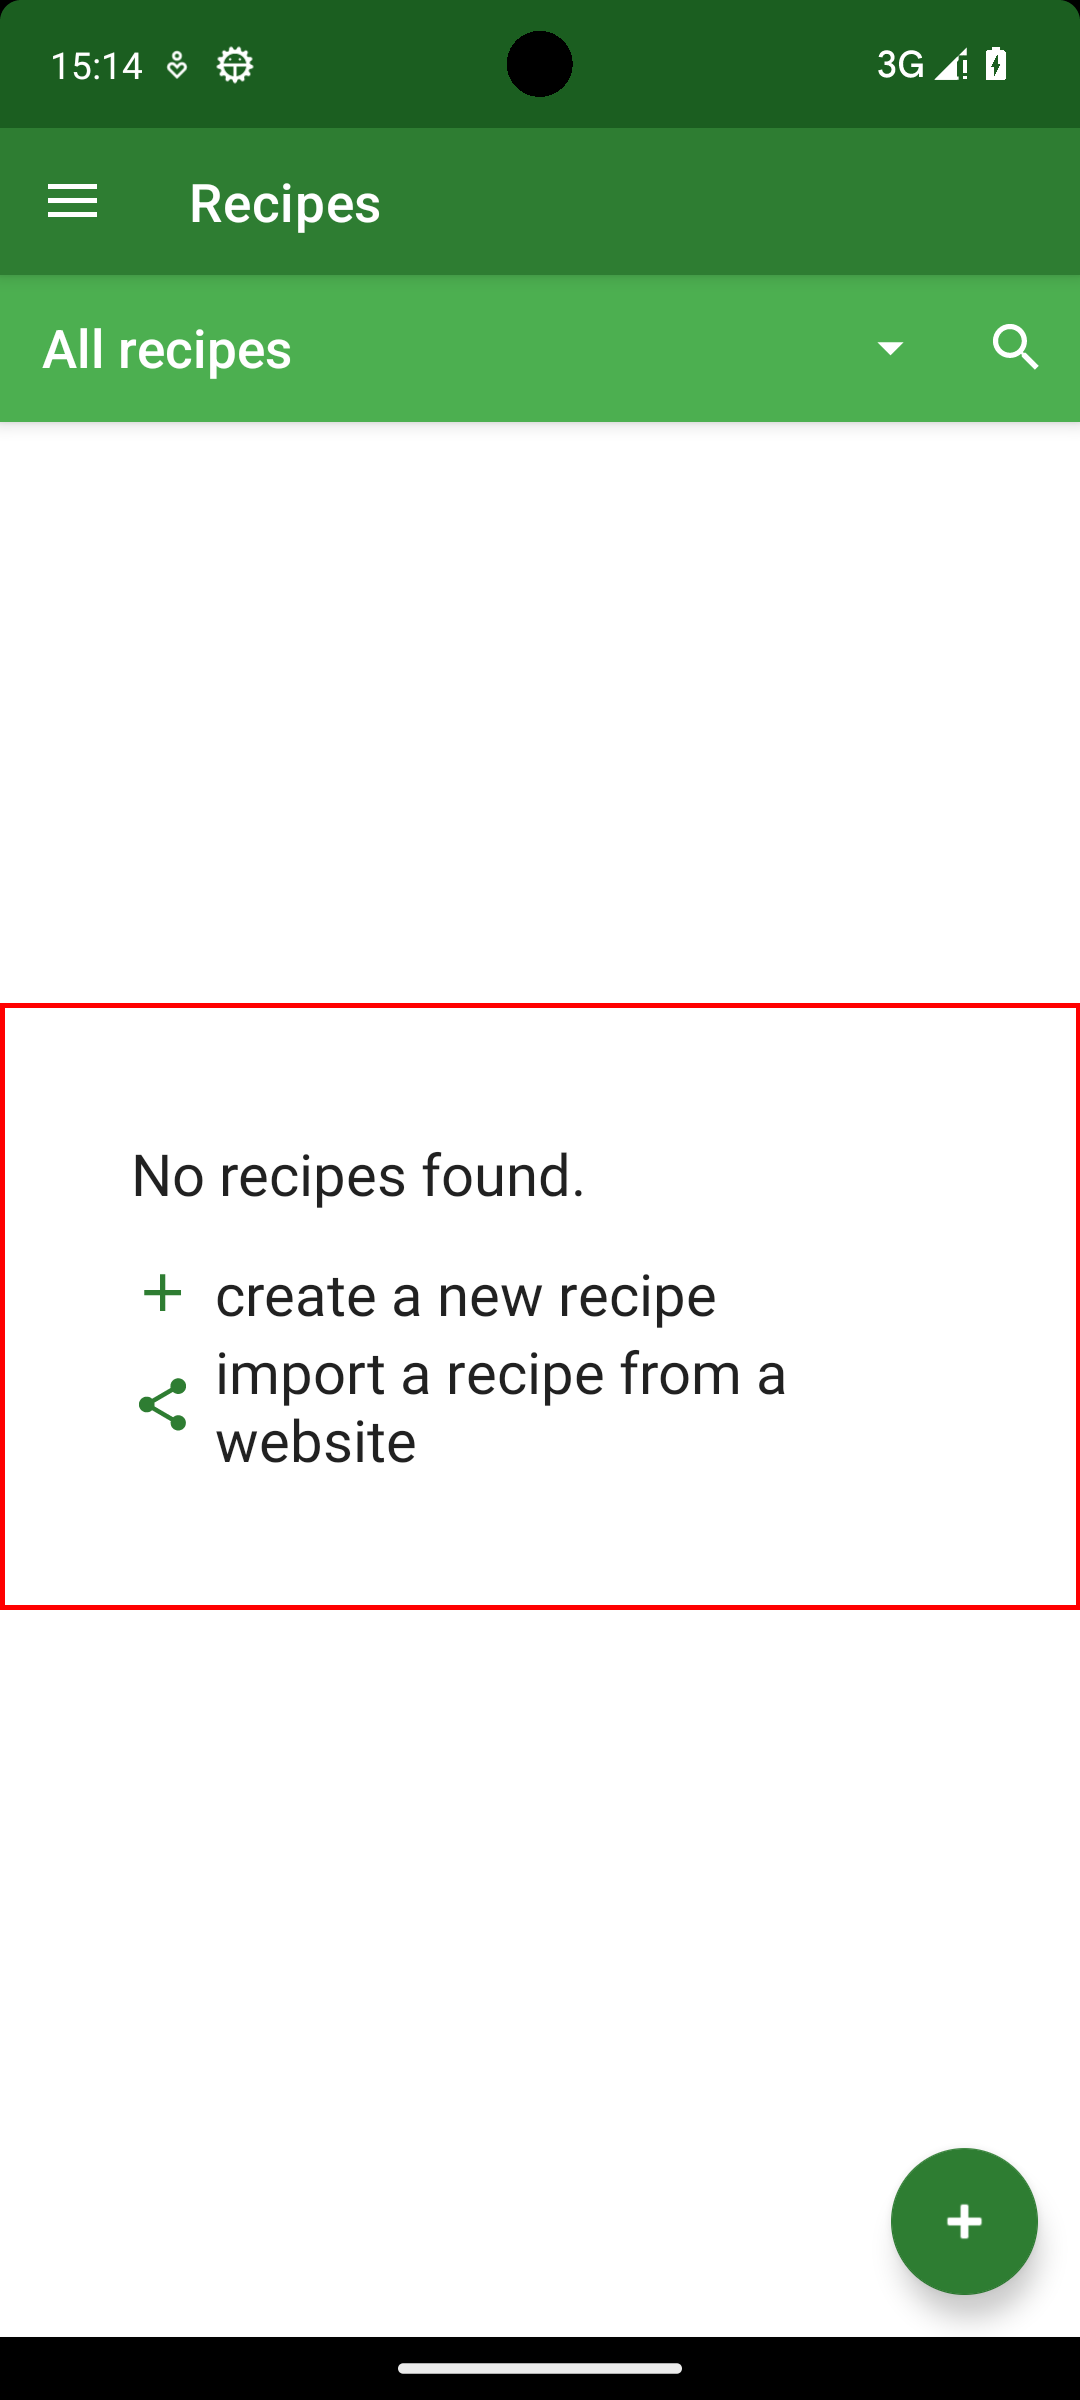 15:14
3G
Recipes
All recipes
No recipes found.
create a new recipe
import a recipe from a
website